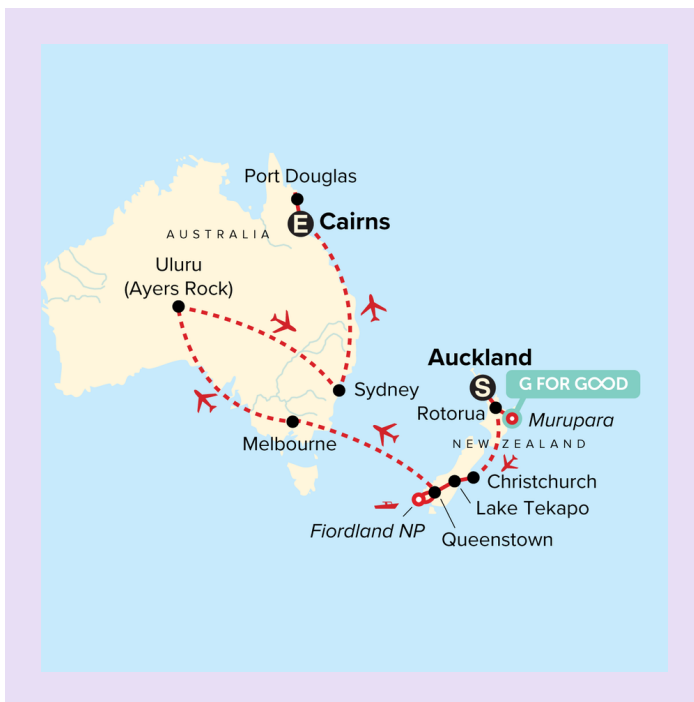 Port Douglas
E Cairns
AUSTRALIA
Uluru
(Ayers Rock)
Auckland
S
G FOR GOOD
Sydney
Rotorua
Murupara
Melbourne
NEW ZEALAND
Christchurch
Lake Tekapo
Fiordland NP
Queenstown